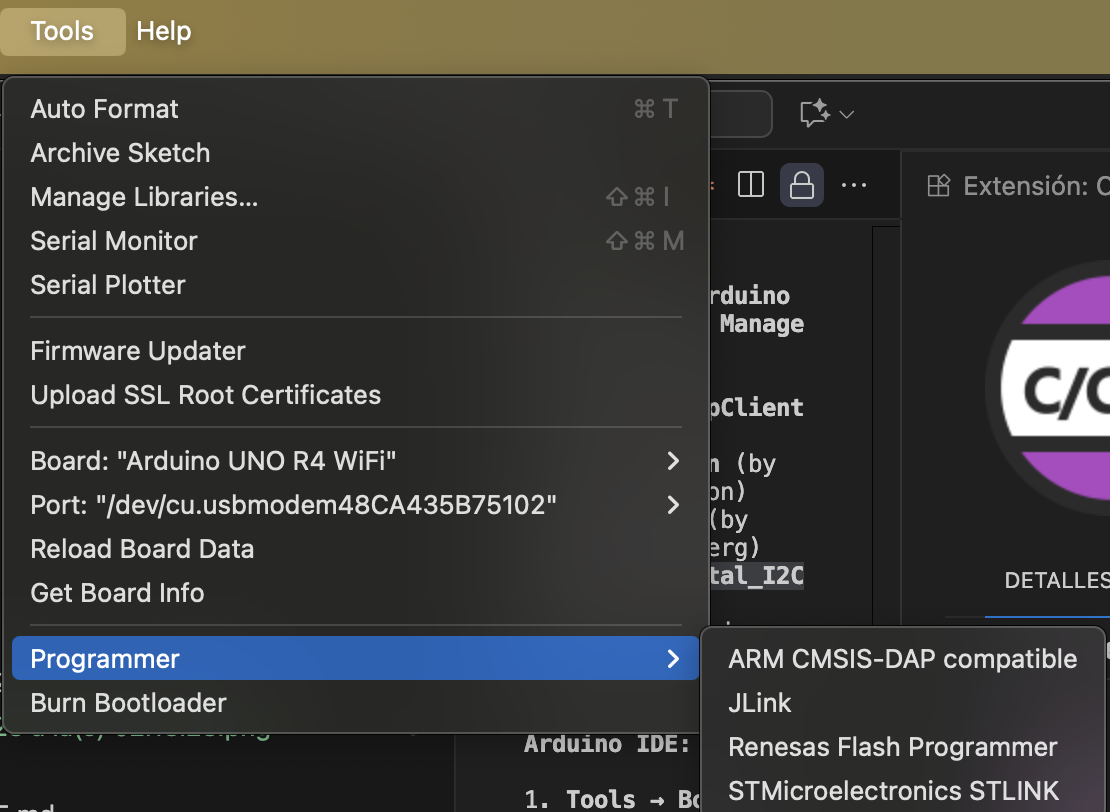 Tools Help
Auto Format ⌘ T
Archive Sketch
Manage Libraries... ⇧ ⌘ I
Serial Monitor ⇧ ⌘ M
Serial Plotter
Firmware Updater
Upload SSL Root Certificates
Board: "Arduino UNO R4 WiFi"
Port: "/dev/cu.usbmodem48CA435B75102"
Reload Board Data
Get Board Info
Programmer
Burn Bootloader
ARM CMSIS-DAP compatible
JLink
Renesas Flash Programmer
STMicroelectronics STLINK
Extensión:
C/C
DETALLES
rduino
Manage
pClient
n (by
on)
(by
erg)
tal_I2C
Arduino IDE:
1. Tools → Bo
.md